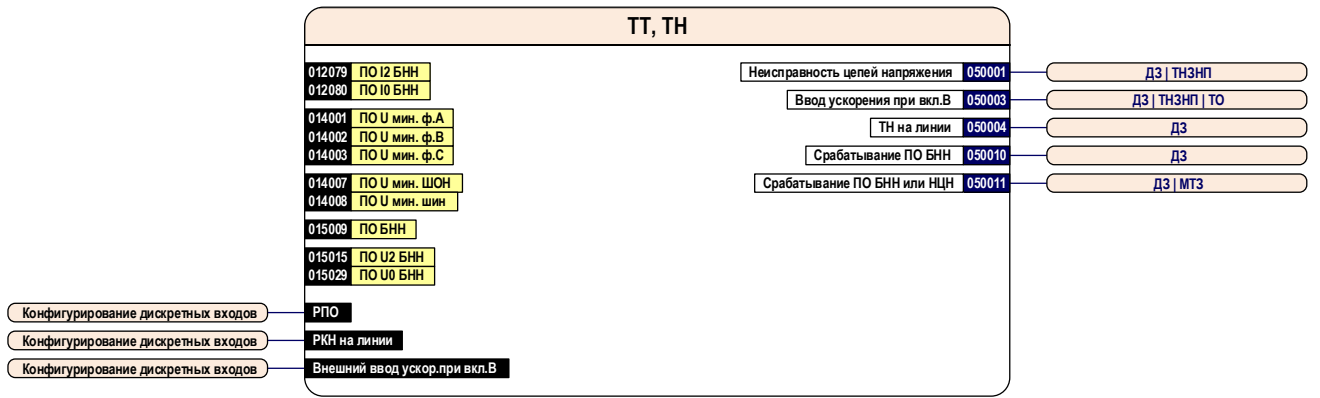 ТТ, ТН
012079 ПО I2 БНН
012080 ПО I0 БНН
014001 ПО U мин. ф.А
014002 ПО U мин. ф.В
014003 ПО U мин. ф.С
014007 ПО U мин. ШОН
014008 ПО U мин. шин
015009 ПО БНН
015015 ПО U2 БНН
015029 ПО U0 БНН
Конфигурирование дискретных входов РПО
Конфигурирование дискретных входов РКН на линии
Конфигурирование дискретных входов Внешний ввод ускор.при вкл.В
Неисправность цепей напряжения 050001 ДЗ | ТНЗНП
Ввод ускорения при вкл.В 050003 ДЗ | ТНЗНП | ТО
ТН на линии 050004 ДЗ
Срабатывание ПО БНН 050010 ДЗ
Срабатывание ПО БНН или НЦН 050011 ДЗ | МТЗ